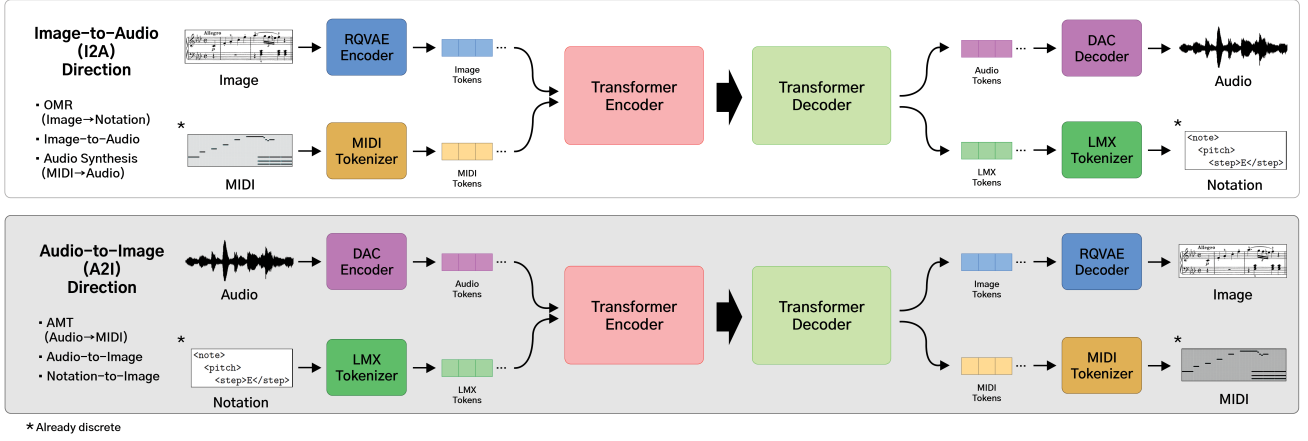 Image-to-Audio
(I2A)
Direction
▪ OMR
(Image→Notation)
▪ Image-to-Audio
▪ Audio Synthesis
(MIDI→Audio)
Allegro
Image
RQVAE
Encoder
Image
Tokens
...
*
MIDI
MIDI
Tokenizer
MIDI
Tokens
...
Transformer
Encoder
Transformer
Decoder
Audio
Tokens
...
DAC
Decoder
Audio
LMX
Tokens
...
LMX
Tokenizer
*
<note>
<pitch>
<step>E</step>
Notation
Audio-to-Image
(A2I)
Direction
▪ AMT
(Audio→MIDI)
▪ Audio-to-Image
▪ Notation-to-Image
Audio
DAC
Encoder
Audio
Tokens
...
*
<note>
<pitch>
<step>E</step>
Notation
LMX
Tokenizer
LMX
Tokens
...
Transformer
Encoder
Transformer
Decoder
Image
Tokens
...
RQVAE
Decoder
Allegro
Image
MIDI
Tokens
...
MIDI
Tokenizer
*
MIDI
* Already discrete